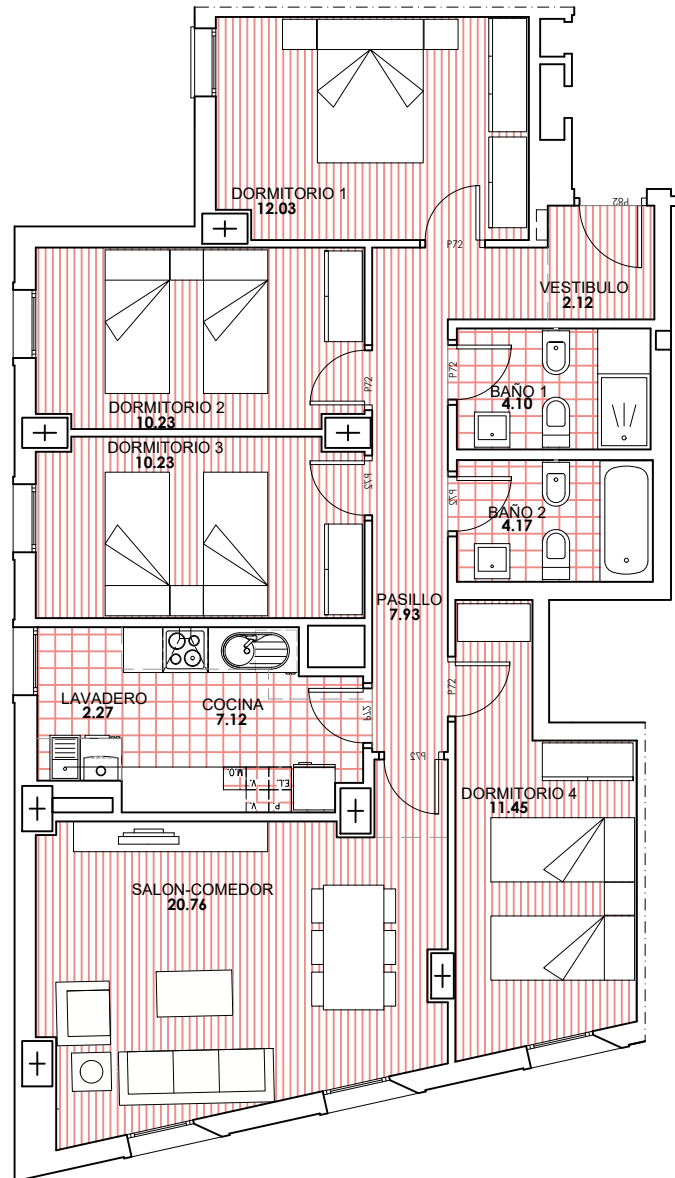 DORMITORIO 1
12.03
P82
P72
VESTIBULO
2.12
P72
P72
BAÑO 1
4.10
DORMITORIO 2
10.23
DORMITORIO 3
10.23
P72
P72
BAÑO 2
4.17
PASILLO
7.93
P72
LAVADERO
2.27
COCINA
7.12
P72
P72
M.O.
V.
E.L.
V.
P
DORMITORIO 4
11.45
SALON-COMEDOR
20.76